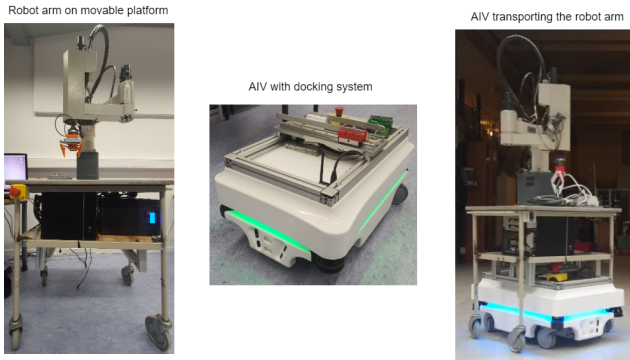 Robot arm on movable platform
AIV with docking system
AIV transporting the robot arm